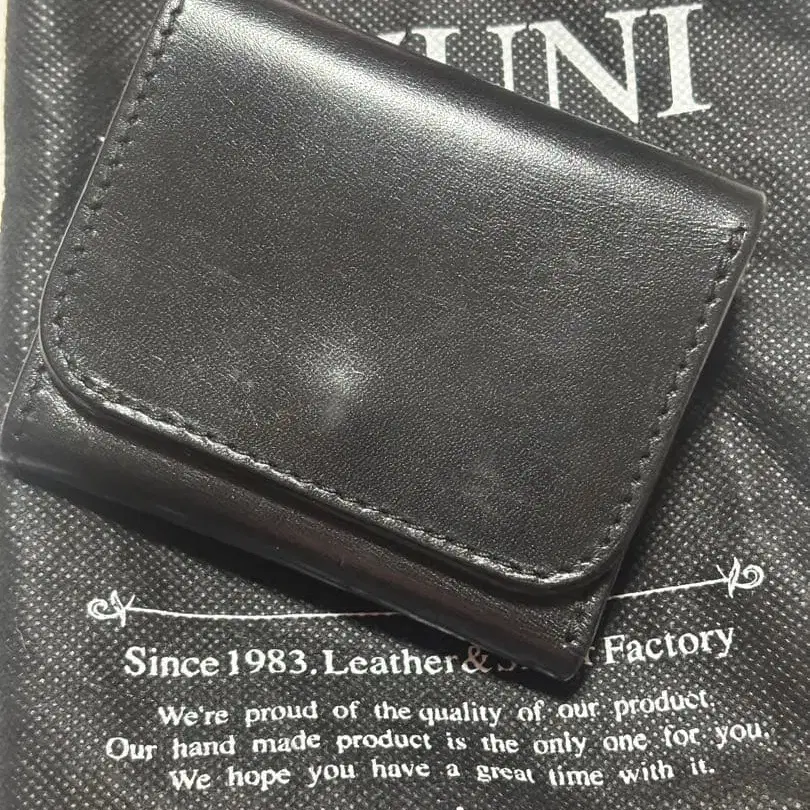 UNI
Since 1983. Leather & Factory
We're proud of the quality of our product.
Our hand made product is the only one for you.
We hope you have a great time with it.